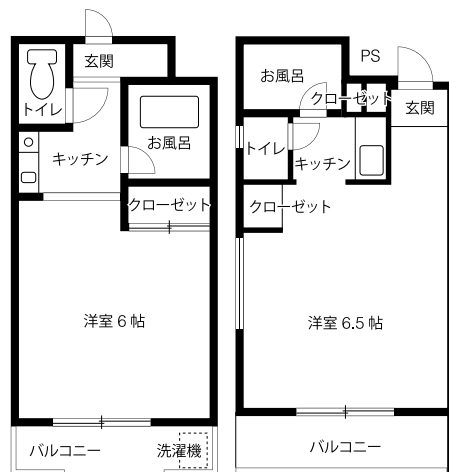 玄関
トイレ
お風呂
キッチン
クローゼット
洋室 6 帖
バルコニー
洗濯機
PS
お風呂
クローゼット
玄関
トイレ
キッチン
クローゼット
洋室 6.5 帖
バルコニー